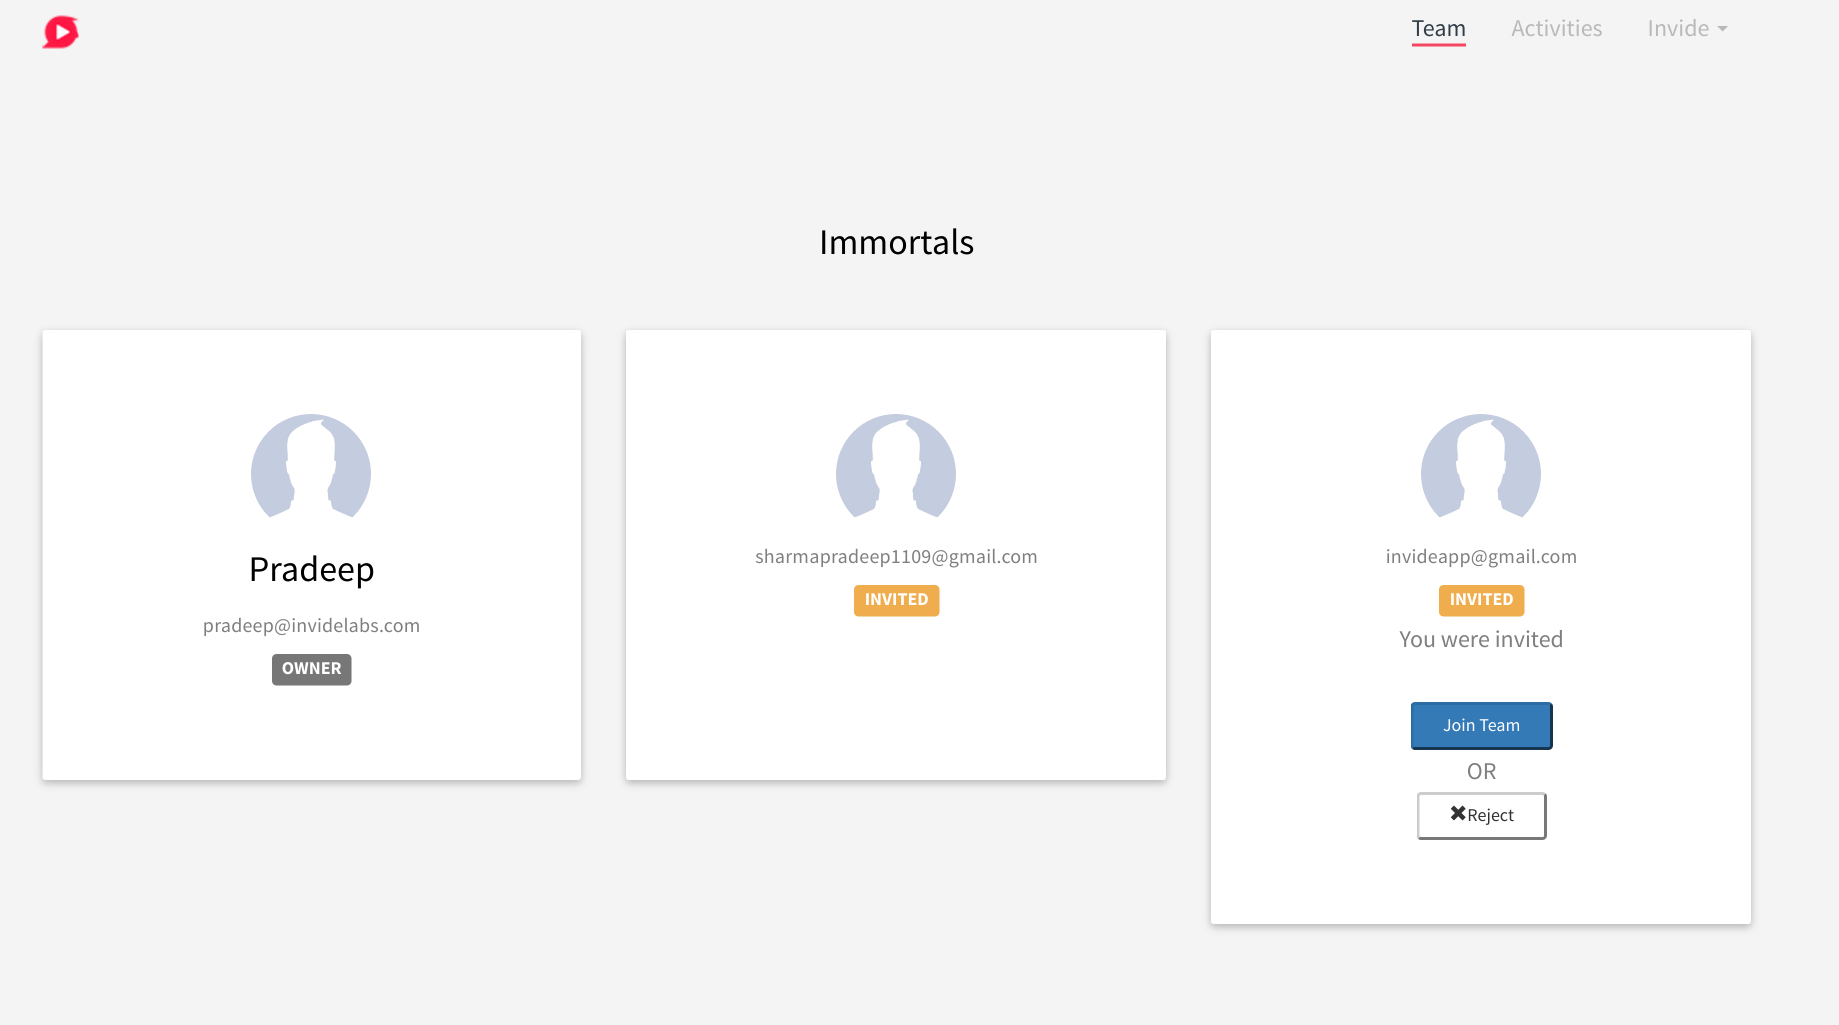 Team Activities Invide
Immortals
Pradeep
pradeep@invidelabs.com
OWNER
sharmapradeep1109@gmail.com
INVITED
invideapp@gmail.com
INVITED
You were invited
Join Team
OR
✖Reject